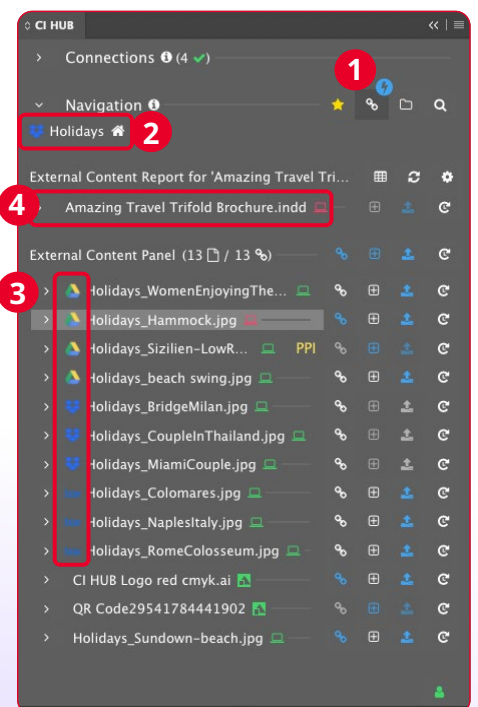 CI HUB
Connections (4 ✓)
1
Navigation
Holidays
2
External Content Report for 'Amazing Travel Tri...
4
Amazing Travel Trifold Brochure.indd
External Content Panel (13 / 13)
3
Holidays_WomenEnjoyingThe...
Holidays_Hammock.jpg
Holidays_Sizilien-LowR... PPI
Holidays_beach swing.jpg
Holidays_BridgeMilan.jpg
Holidays_CoupleInThailand.jpg
Holidays_MiamiCouple.jpg
Holidays_Colomares.jpg
Holidays_NaplesItaly.jpg
Holidays_RomeColosseum.jpg
CI HUB Logo red cmyk.ai
QR Code29541784441902
Holidays_Sundown-beach.jpg